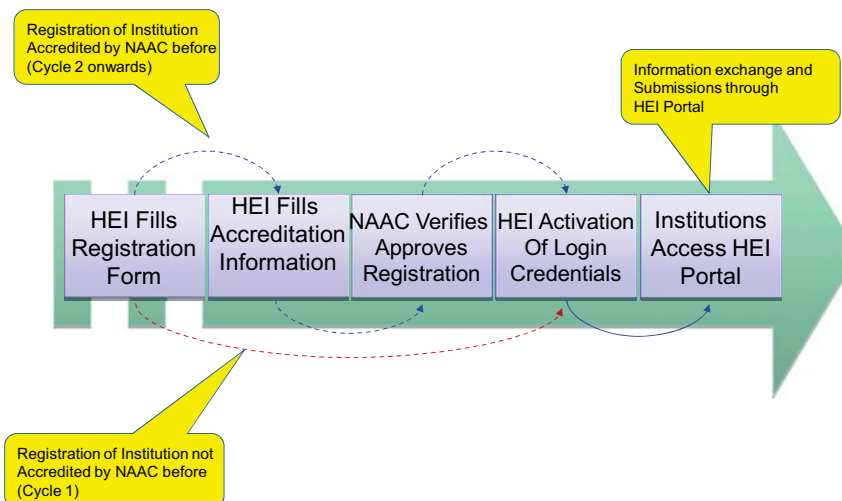 Registration of Institution
Accredited by NAAC before
(Cycle 2 onwards)
Information exchange and
Submissions through
HEI Portal
HEI Fills
Registration
Form
HEI Fills
Accreditation
Information
NAAC Verifies
Approves
Registration
HEI Activation
Of Login
Credentials
Institutions
Access HEI
Portal
Registration of Institution not
Accredited by NAAC before
(Cycle 1)